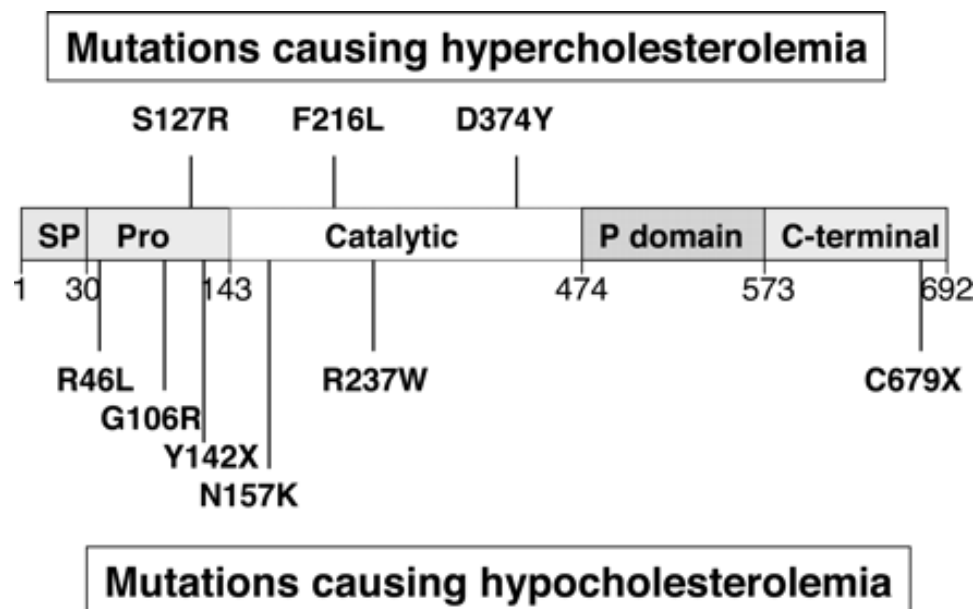 Mutations causing hypercholesterolemia
S127R F216L D374Y
SP Pro Catalytic P domain C-terminal
1 30 143 474 573 692
R46L R237W C679X
G106R
Y142X
N157K
Mutations causing hypocholesterolemia